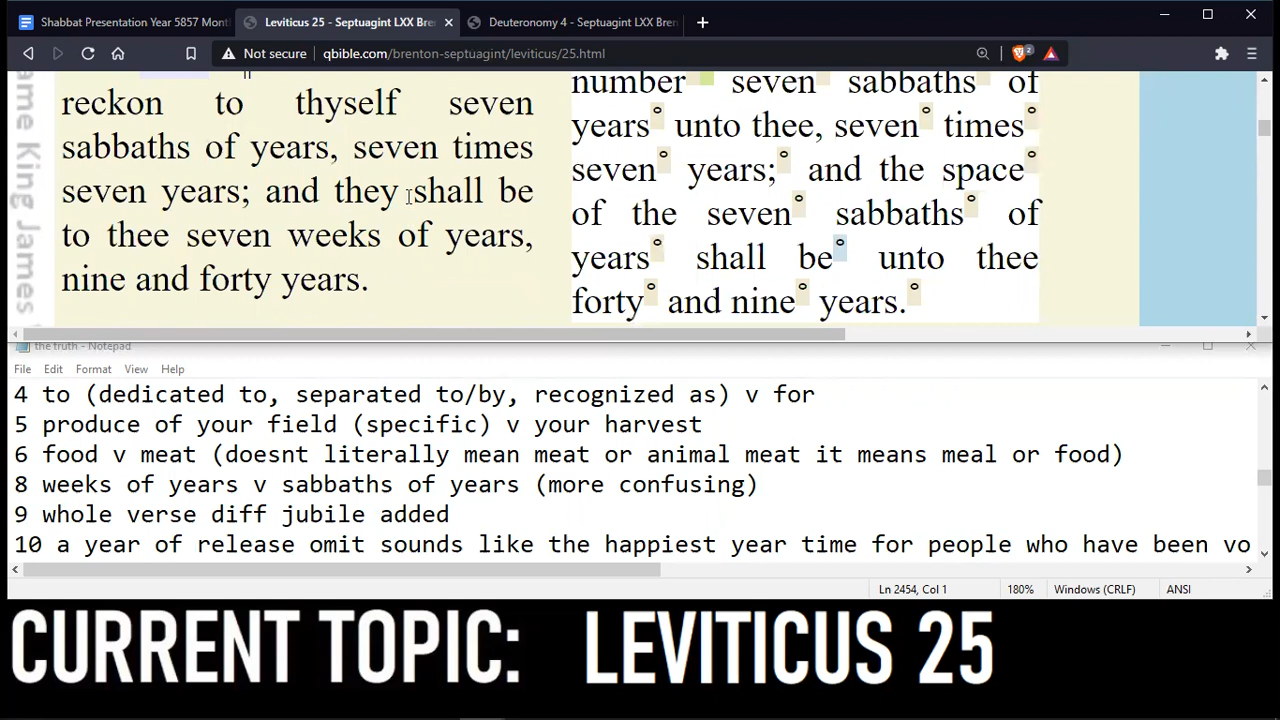 Shabbat Presentation Year 5857 Mont
Leviticus 25 - Septuagint LXX Bre
Deuteronomy 4 - Septuagint LXX Bren
Not secure qbible.com/brenton-septuagint/leviticus/25.html
ame King James
reckon to thyself seven
sabbaths of years, seven times
seven years; and they shall be
to thee seven weeks of years,
nine and forty years.
number seven sabbaths of
years unto thee, seven times
seven years; and the space
of the seven sabbaths of
years shall be unto thee
forty and nine years.
the truth - Notepad
File Edit Format View Help
4 to (dedicated to, separated to/by, recognized as) v for
5 produce of your field (specific) v your harvest
6 food v meat (doesnt literally mean meat or animal meat it means meal or food)
8 weeks of years v sabbaths of years (more confusing)
9 whole verse diff jubile added
10 a year of release omit sounds like the happiest year time for people who have been vo
Ln 2454, Col 1 180% Windows (CRLF) ANSI
CURRENT TOPIC: LEVITICUS 25